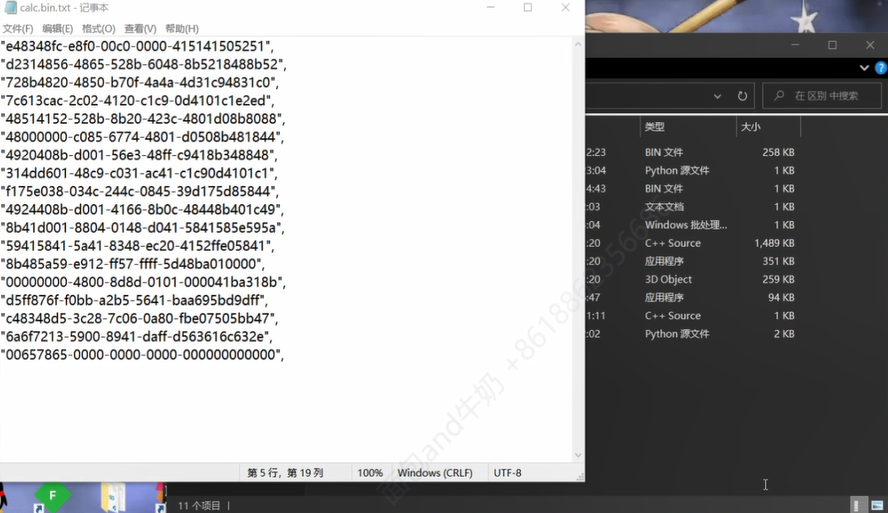 calc.bin.txt - 记事本
文件(F) 编辑(E) 格式(O) 查看(V) 帮助(H)
"e48348fc-e8f0-00c0-0000-415141505251",
"d2314856-4865-528b-6048-8b5218488b52",
"728b4820-4850-b70f-4a4a-4d31c94831c0",
"7c613cac-2c02-4120-c1c9-0d4101c1e2ed",
"48514152-528b-8b20-423c-4801d08b8088",
"48000000-c085-6774-4801-d0508b481844",
"4920408b-d001-56e3-48ff-c9418b348848",
"314dd601-48c9-c031-ac41-c1c90d4101c1",
"f175e038-034c-244c-0845-39d175d85844",
"4924408b-d001-4166-8b0c-48448b401c49",
"8b41d001-8804-0148-d041-5841585e595a",
"59415841-5a41-8348-ec20-4152ffe05841",
"8b485a59-e912-ff57-ffff-5d48ba010000",
"00000000-4800-8d8d-0101-000041ba318b",
"d5ff876f-f0bb-a2b5-5641-baa695bd9dff",
"c48348d5-3c28-7c06-0a80-fbe07505bb47",
"6a6f7213-5900-8941-daff-d563616c632e",
"00657865-0000-0000-0000-000000000000",
第 5 行，第 19 列 100% Windows (CRLF) UTF-8
在 区别 中搜索
类型 大小
2:23 BIN 文件 258 KB
3:04 Python 源文件 1 KB
4:43 BIN 文件 1 KB
:03 文本文档 1 KB
:04 Windows 批处理... 1 KB
:20 C++ Source 1,489 KB
:20 应用程序 351 KB
:20 3D Object 259 KB
:47 应用程序 94 KB
1:11 C++ Source 1 KB
:02 Python 源文件 2 KB
11 个项目
F